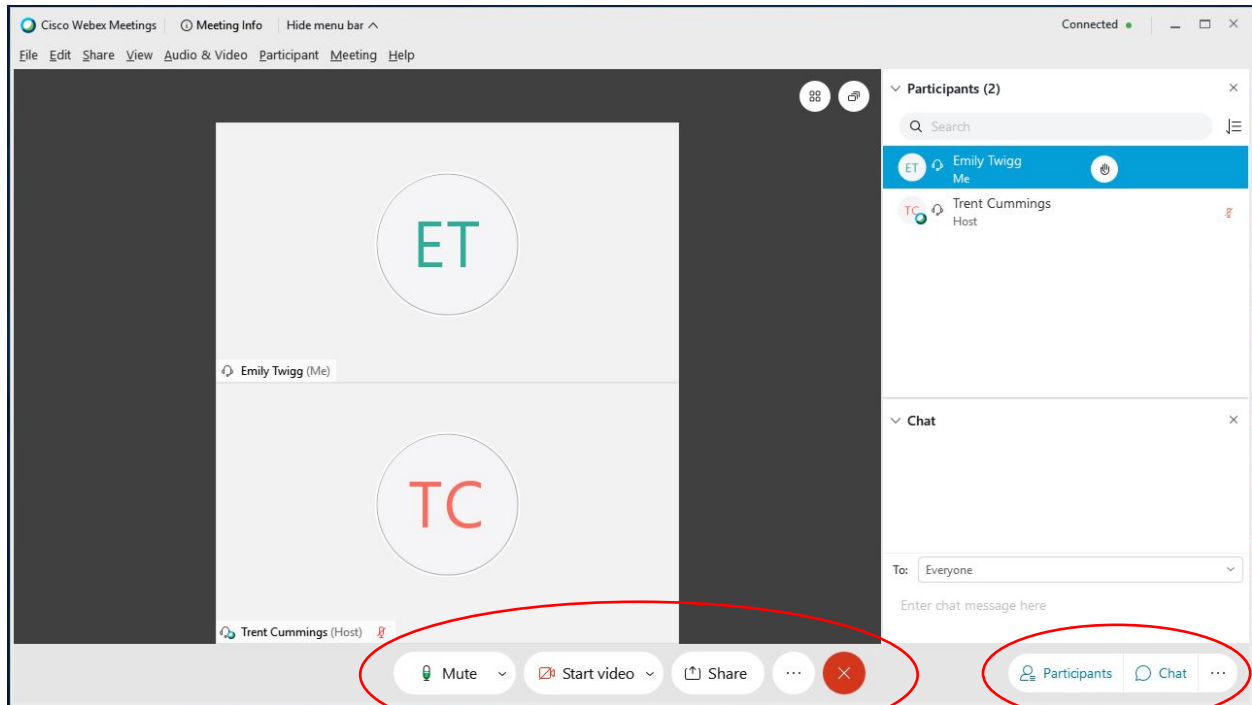 Cisco Webex Meetings Meeting Info Hide menu bar Connected
File Edit Share View Audio & Video Participant Meeting Help
ET
Emily Twigg (Me)
TC
Trent Cummings (Host)
Mute Start video Share
Participants (2)
Search
ET Emily Twigg
Me
TC Trent Cummings
Host
Chat
To: Everyone
Enter chat message here
Participants Chat